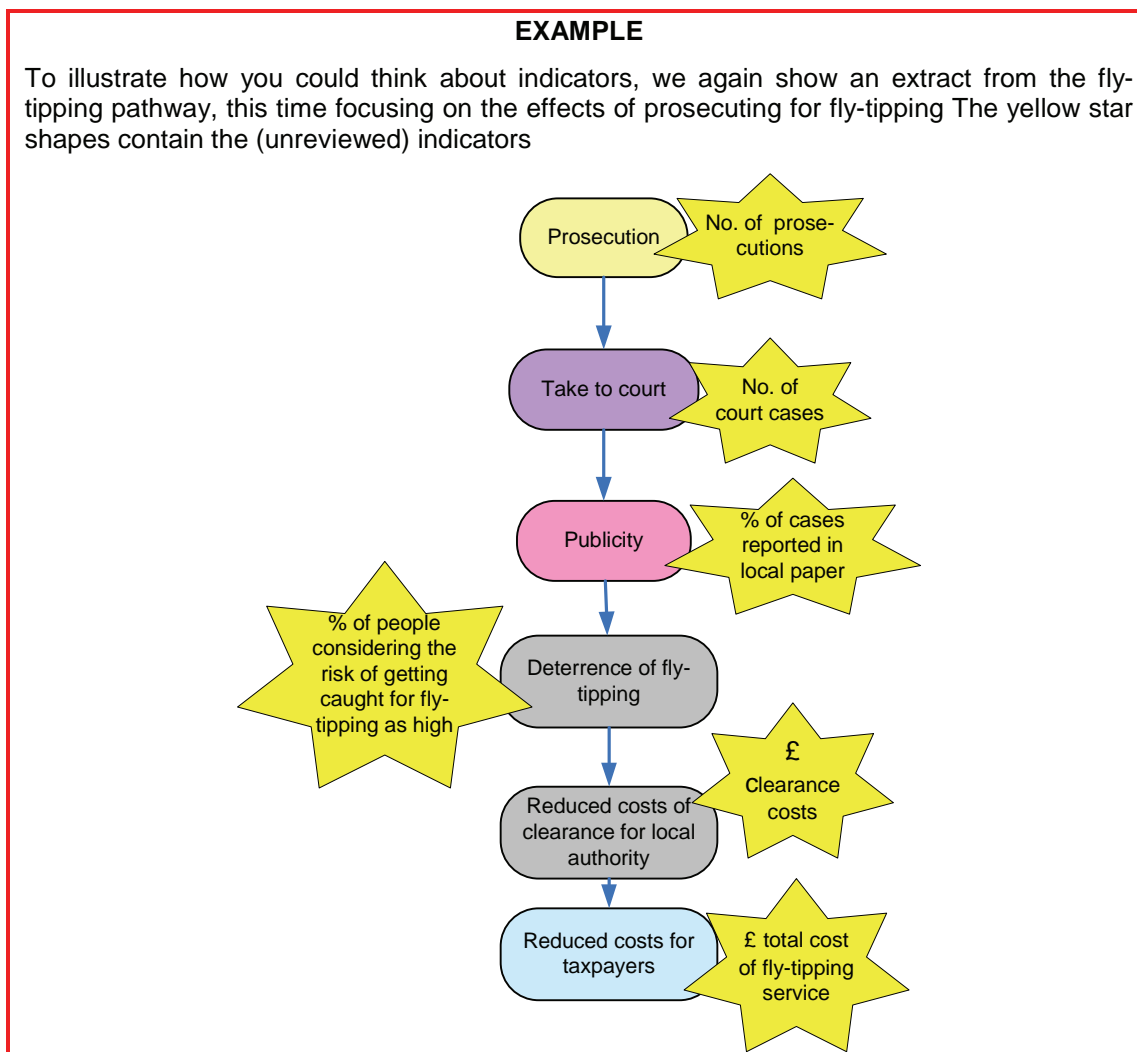 EXAMPLE
To illustrate how you could think about indicators, we again show an extract from the fly-
tipping pathway, this time focusing on the effects of prosecuting for fly-tipping The yellow star
shapes contain the (unreviewed) indicators
Prosecution
No. of prose-
cutions
Take to court
No. of
court cases
Publicity
% of cases
reported in
local paper
% of people
considering the
risk of getting
caught for fly-
tipping as high
Deterrence of fly-
tipping
£
Clearance
costs
Reduced costs of
clearance for local
authority
Reduced costs for
taxpayers
£ total cost
of fly-tipping
service